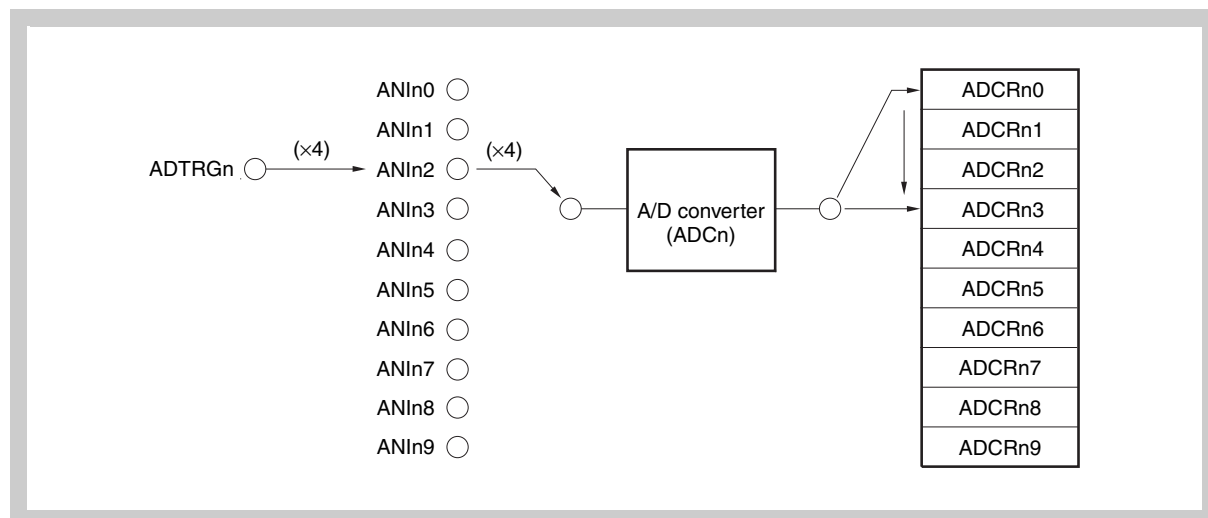 ANIn0
ANIn1
ADTRGn (×4) ANIn2 (×4)
ANIn3
ANIn4
ANIn5
ANIn6
ANIn7
ANIn8
ANIn9
A/D converter
(ADCn)
ADCRn0
ADCRn1
ADCRn2
ADCRn3
ADCRn4
ADCRn5
ADCRn6
ADCRn7
ADCRn8
ADCRn9